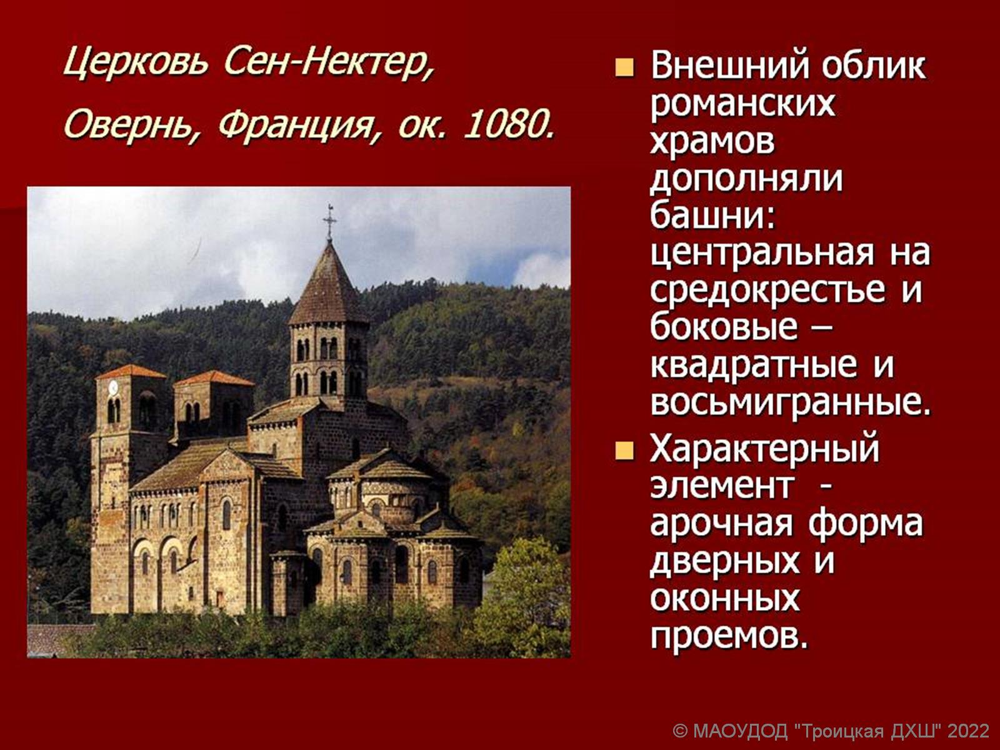 Церковь Сен-Нектер,
Овернь, Франция, ок. 1080.
Внешний облик
романских
храмов
дополняли
башни:
центральная на
средокрестье и
боковые –
квадратные и
восьмигранные.
Характерный
элемент -
арочная форма
дверных и
оконных
проемов.
© МАОУДОД "Троицкая ДХШ" 2022